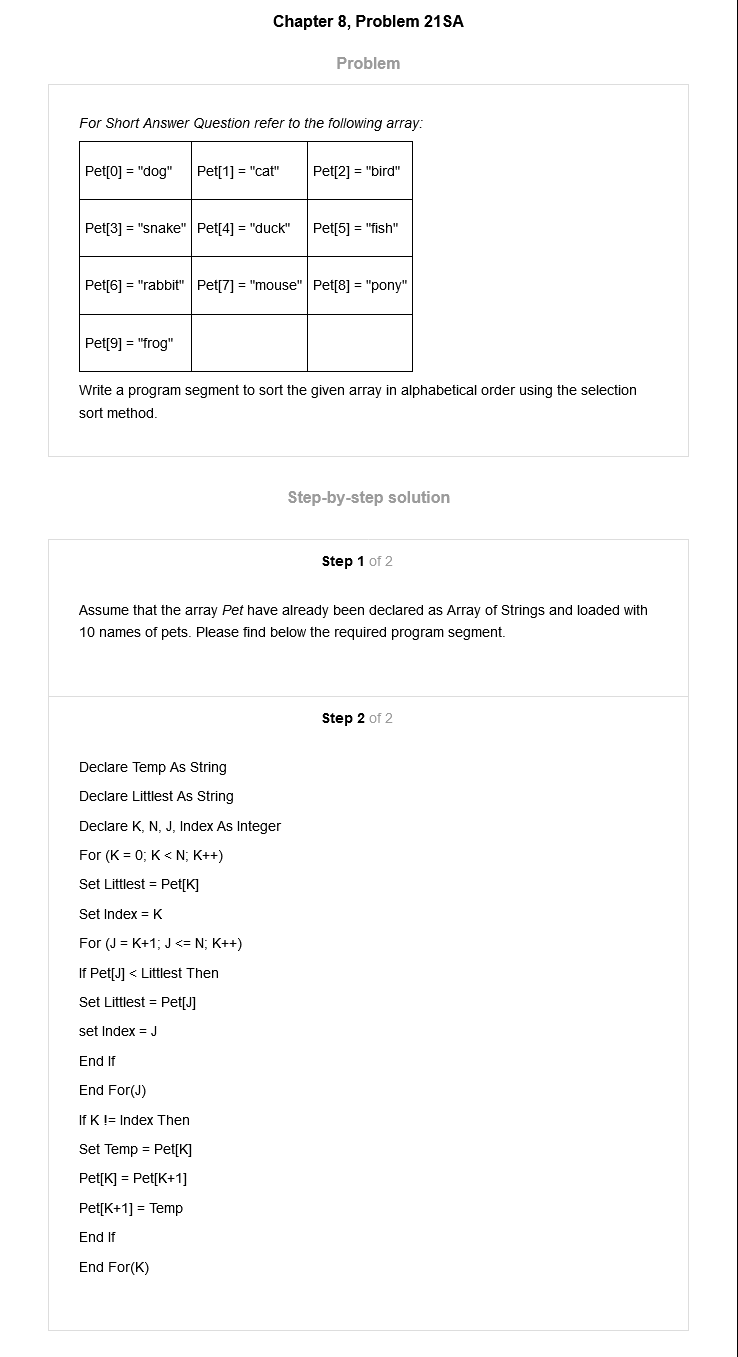 Chapter 8, Problem 21SA
Problem
For Short Answer Question refer to the following array:
Pet[0] = "dog" Pet[1] = "cat" Pet[2] = "bird"
Pet[3] = "snake" Pet[4] = "duck" Pet[5] = "fish"
Pet[6] = "rabbit" Pet[7] = "mouse" Pet[8] = "pony"
Pet[9] = "frog"
Write a program segment to sort the given array in alphabetical order using the selection
sort method.
Step-by-step solution
Step 1 of 2
Assume that the array Pet have already been declared as Array of Strings and loaded with
10 names of pets. Please find below the required program segment.
Step 2 of 2
Declare Temp As String
Declare Littlest As String
Declare K, N, J, Index As Integer
For (K = 0; K < N; K++)
Set Littlest = Pet[K]
Set Index = K
For (J = K+1; J <= N; K++)
If Pet[J] < Littlest Then
Set Littlest = Pet[J]
set Index = J
End If
End For(J)
If K != Index Then
Set Temp = Pet[K]
Pet[K] = Pet[K+1]
Pet[K+1] = Temp
End If
End For(K)